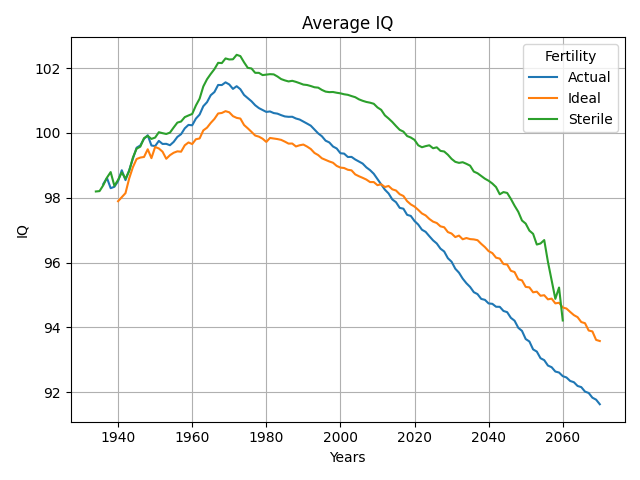 Average IQ
Fertility
Actual
Ideal
Sterile
102
100
98
96
94
92
IQ
1940 1960 1980 2000 2020 2040 2060
Years